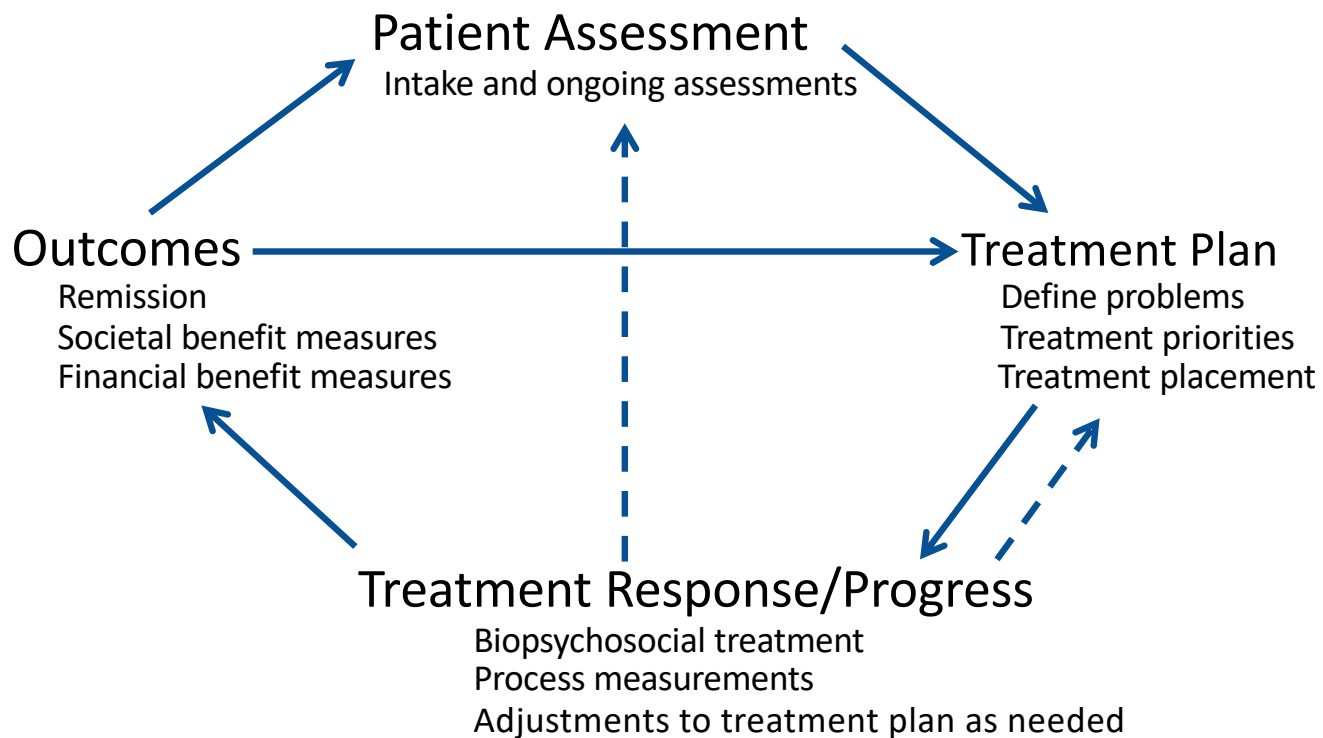 Patient Assessment
Intake and ongoing assessments
Outcomes
Remission
Societal benefit measures
Financial benefit measures
Treatment Plan
Define problems
Treatment priorities
Treatment placement
Treatment Response/Progress
Biopsychosocial treatment
Process measurements
Adjustments to treatment plan as needed